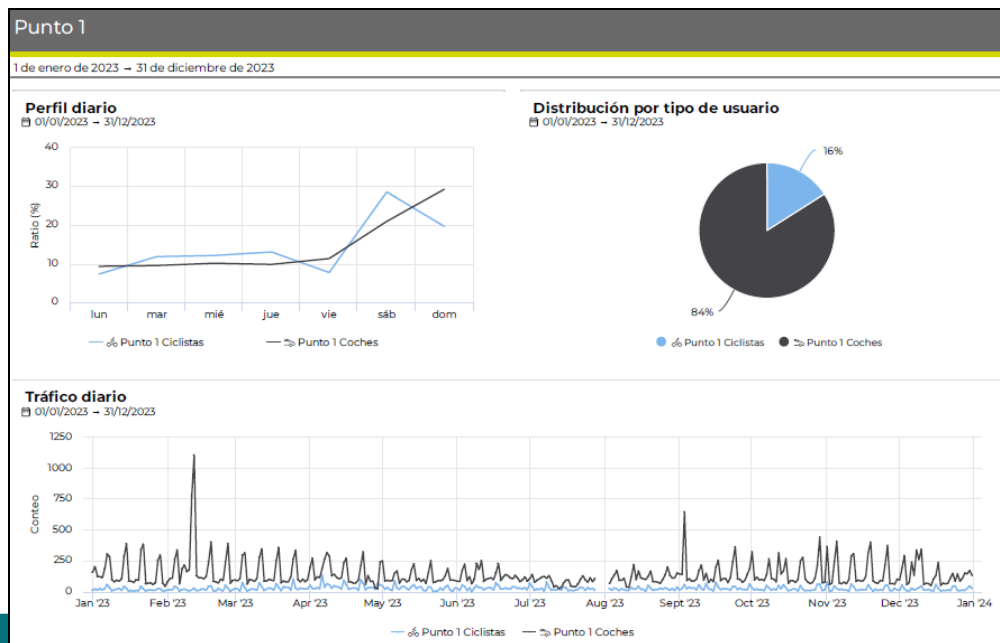 Punto 1
1 de enero de 2023 → 31 de diciembre de 2023
Perfil diario
01/01/2023 → 31/12/2023
40
30
20
10
0
Ratio (%)
lun mar mié jue vie sáb dom
Punto 1 Ciclistas Punto 1 Coches
Distribución por tipo de usuario
01/01/2023 → 31/12/2023
16%
84%
Punto 1 Ciclistas Punto 1 Coches
Tráfico diario
01/01/2023 → 31/12/2023
1250
1000
750
500
250
0
Conteo
Jan '23 Feb '23 Mar '23 Apr '23 May '23 Jun '23 Jul '23 Aug '23 Sept '23 Oct '23 Nov '23 Dec '23 Jan '24
Punto 1 Ciclistas Punto 1 Coches